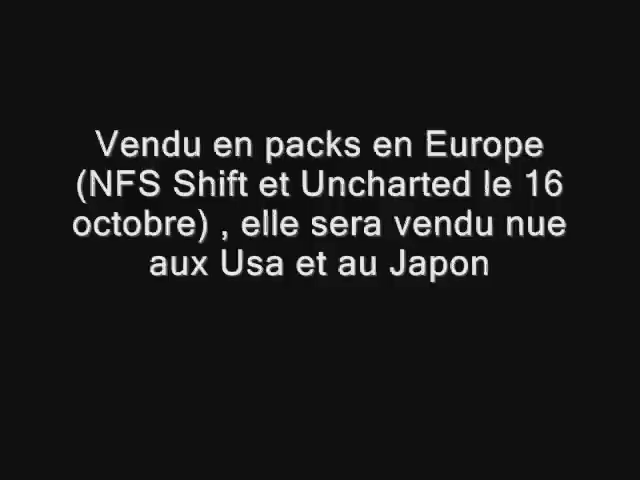 Vendu en packs en Europe
(NFS Shift et Uncharted le 16
octobre) , elle sera vendu nue
aux Usa et au Japon